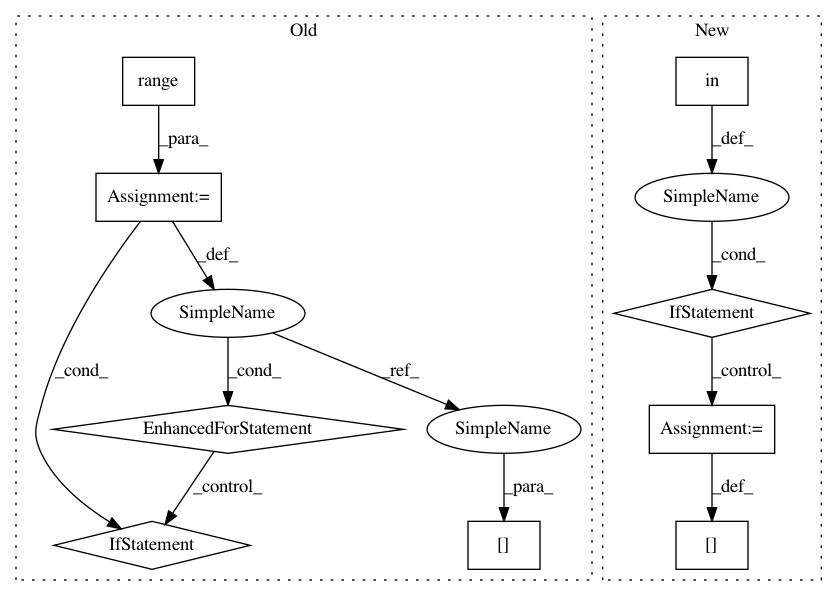 Old
New
range
in
_para_
_def_
Assignment:=
SimpleName
_def_
_cond_
SimpleName
IfStatement
_cond_
_cond_
_ref_
_control_
EnhancedForStatement
SimpleName
Assignment:=
_control_
_para_
_def_
IfStatement
[]
[]